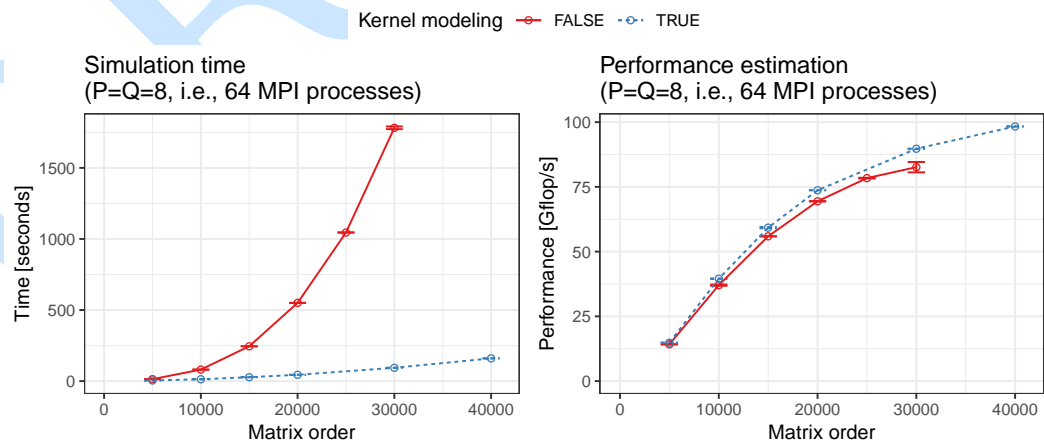 Kernel modeling FALSE TRUE
Simulation time
(P=Q=8, i.e., 64 MPI processes)
Time [seconds]
1500
1000
500
0
0 10000 20000 30000 40000
Matrix order
Performance estimation
(P=Q=8, i.e., 64 MPI processes)
Performance [Gflop/s]
100
75
50
25
0
0 10000 20000 30000 40000
Matrix order